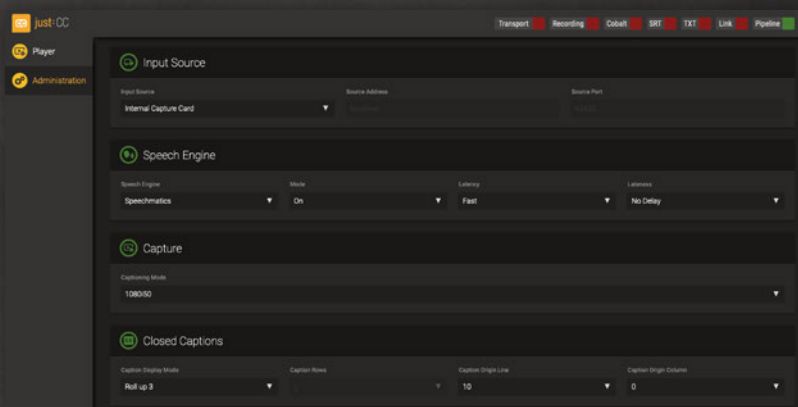 just:CC
Transport Recording Cobalt SRT TXT Link Pipeline
Player
Administration
Input Source
Input Source Source Address Source Port
Internal Capture Card
Speech Engine
Speech Engine Mode Latency Lateness
Speechmatics On Fast No Delay
Capture
Captioning Mode
1080i50
Closed Captions
Caption Display Mode Caption Rows Caption Origin Line Caption Origin Column
Roll up 3 10 0